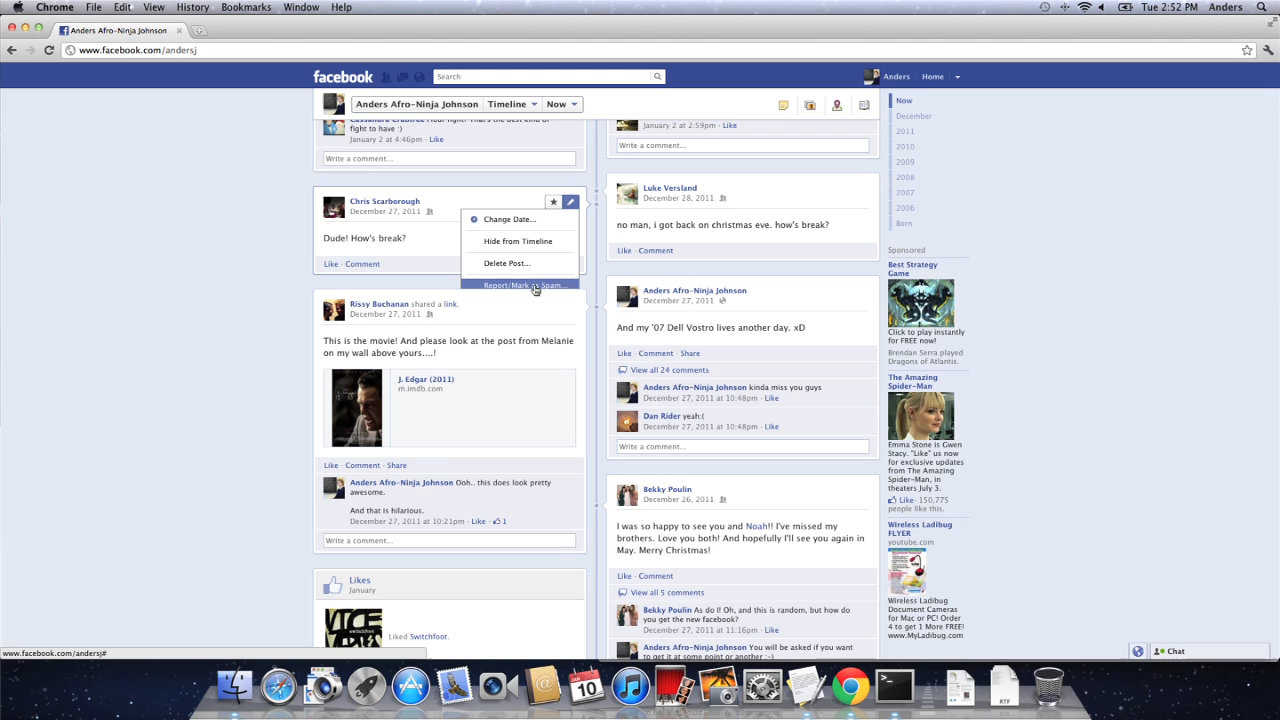 Chrome File Edit View History Bookmarks Window Help Tue 2:52 PM Anders
Anders Afro-Ninja Johnson
www.facebook.com/andersj
facebook Search Anders Home
Anders Afro-Ninja Johnson Timeline Now
fight to have :)
January 2 at 4:46pm · Like
Write a comment...
Chris Scarborough
December 27, 2011
Dude! How's break?
Like · Comment
Change Date...
Hide from Timeline
Delete Post...
Report/Mark as Spam...
Rissy Buchanan shared a link.
December 27, 2011
This is the movie! And please look at the post from Melanie
on my wall above yours....!
J. Edgar (2011)
m.imdb.com
Like · Comment · Share
Anders Afro-Ninja Johnson Ooh.. this does look pretty
awesome.
And that is hilarious.
December 27, 2011 at 10:21pm · Like · 1
Write a comment...
Likes
January
VICE
switchfoot
Liked Switchfoot.
www.facebook.com/andersj#
January 2 at 2:59pm · Like
Write a comment...
Luke Versland
December 28, 2011
no man, i got back on christmas eve. how's break?
Like · Comment
Anders Afro-Ninja Johnson
December 27, 2011
And my '07 Dell Vostro lives another day. xD
Like · Comment · Share
View all 24 comments
Anders Afro-Ninja Johnson kinda miss you guys
December 27, 2011 at 10:48pm · Like
Dan Rider yeah:(
December 27, 2011 at 10:48pm · Like
Write a comment...
Bekky Poulin
December 26, 2011
I was so happy to see you and Noah!! I've missed my
brothers. Love you both! And hopefully I'll see you again in
May. Merry Christmas!
Like · Comment
View all 5 comments
Bekky Poulin As do I! Oh, and this is random, but how do
you get the new facebook?
December 27, 2011 at 11:16pm · Like
Anders Afro-Ninja Johnson You will be asked if you want
to get it at some point or another :-)
Now
December
2011
2010
2009
2008
2007
2006
Born
Sponsored
Best Strategy
Game
Click to play instantly
for FREE now!
Brendan Serra played
Dragons of Atlantis.
The Amazing
Spider-Man
Emma Stone is Gwen
Stacy. "Like" us now
for exclusive updates
from The Amazing
Spider-Man, in
theaters July 3.
Like · 150,775
people like this.
Wireless Ladibug
FLYER
youtube.com
Wireless Ladibug
Document Cameras
for Mac or PC! Order
4 to get 1 More FREE!
www.MyLadibug.com
Chat
JAN
10
RTF